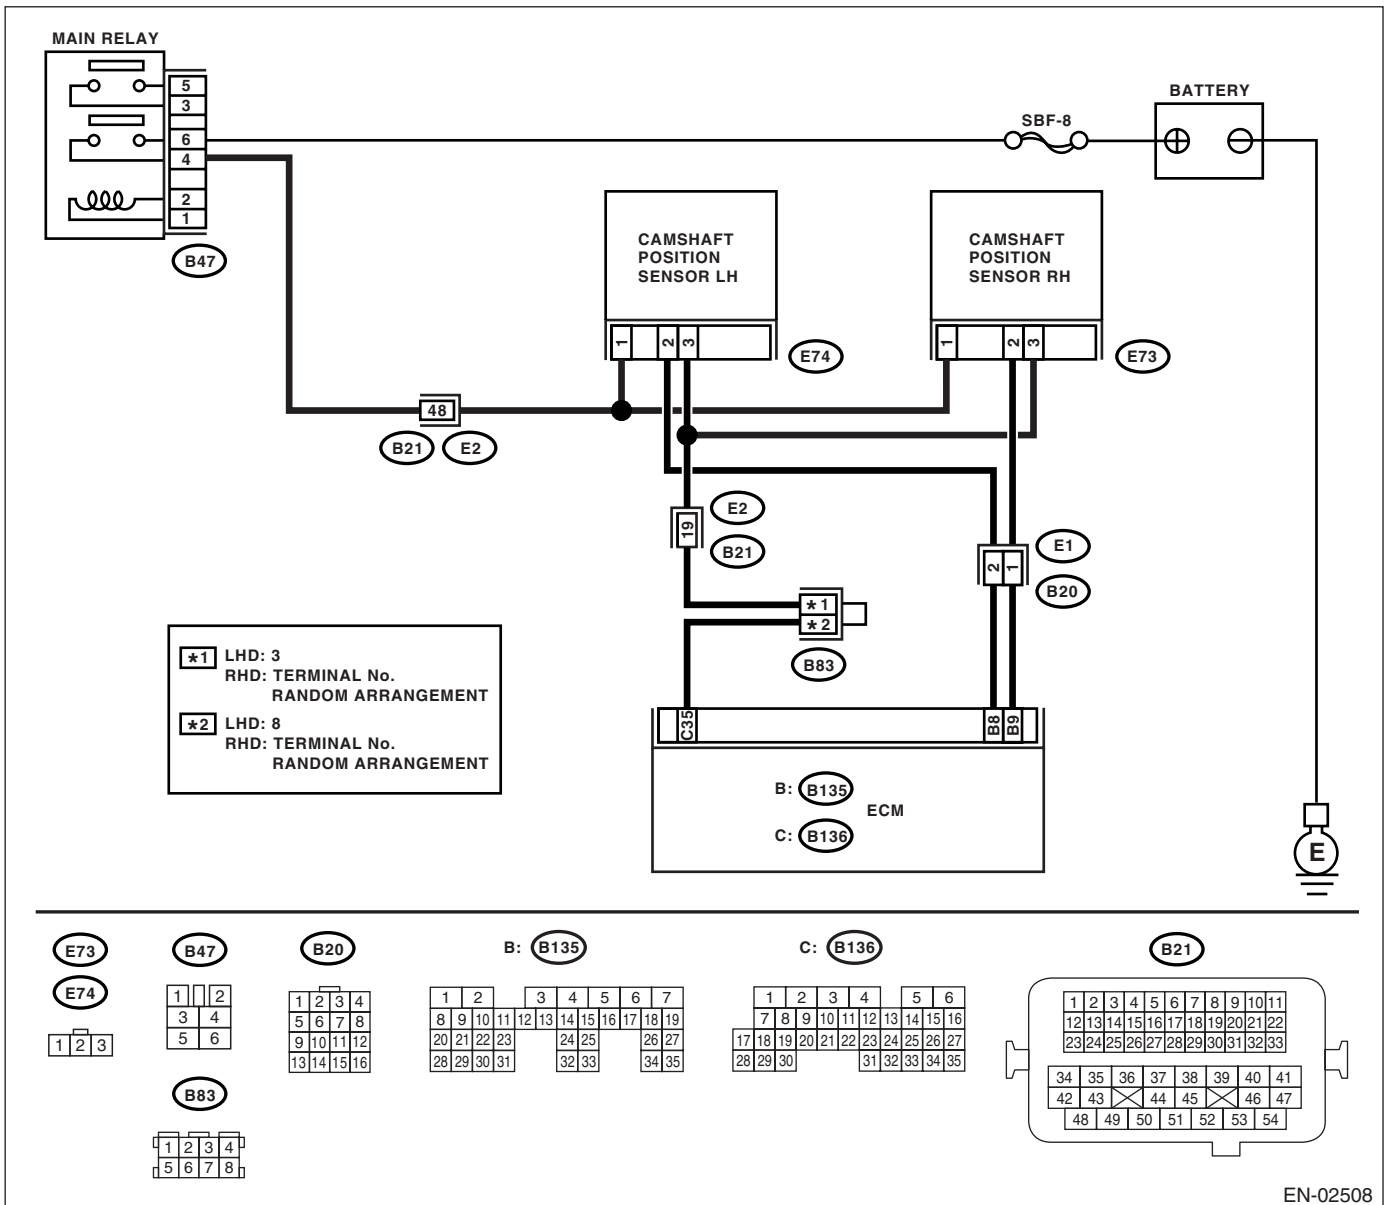 MAIN RELAY
5
3
6
4
2
1
B47
SBF-8
BATTERY
CAMSHAFT
POSITION
SENSOR LH
1
2
3
E74
CAMSHAFT
POSITION
SENSOR RH
1
2
3
E73
48
B21
E2
19
E2
B21
2
1
E1
B20
*1
*2
B83
*1 LHD: 3
RHD: TERMINAL No.
RANDOM ARRANGEMENT
*2 LHD: 8
RHD: TERMINAL No.
RANDOM ARRANGEMENT
C35
B8
B9
B: B135
ECM
C: B136
E
E73
E74
1 2 3
B47
1 2
3 4
5 6
B83
1 2 3 4
5 6 7 8
B20
1 2 3 4
5 6 7 8
9 10 11 12
13 14 15 16
B: B135
1 2 3 4 5 6 7
8 9 10 11 12 13 14 15 16 17 18 19
20 21 22 23 24 25 26 27
28 29 30 31 32 33 34 35
C: B136
1 2 3 4 5 6
7 8 9 10 11 12 13 14 15 16
17 18 19 20 21 22 23 24 25 26 27
28 29 30 31 32 33 34 35
B21
1 2 3 4 5 6 7 8 9 10 11
12 13 14 15 16 17 18 19 20 21 22
23 24 25 26 27 28 29 30 31 32 33
34 35 36 37 38 39 40 41
42 43 44 45 46 47
48 49 50 51 52 53 54
EN-02508